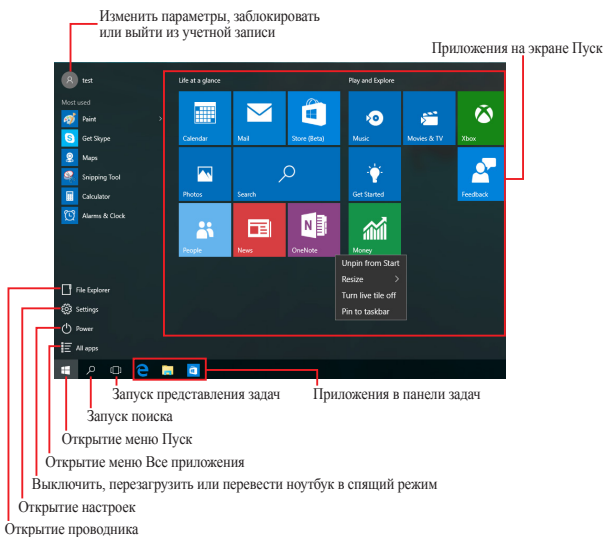 Изменить параметры, заблокировать
или выйти из учетной записи
Приложения на экране Пуск
test
Life at a glance
Play and Explore
Most used
Paint
Get Skype
Maps
Snipping Tool
Calculator
Alarms & Clock
Calendar
Mail
Store (Beta)
Music
Movies & TV
Xbox
Photos
Search
Get Started
Feedback
People
News
OneNote
Money
Unpin from Start
Resize
Turn live tile off
Pin to taskbar
File Explorer
Settings
Power
All apps
Запуск представления задач
Приложения в панели задач
Запуск поиска
Открытие меню Пуск
Открытие меню Все приложения
Выключить, перезагрузить или перевести ноутбук в спящий режим
Открытие настроек
Открытие проводника